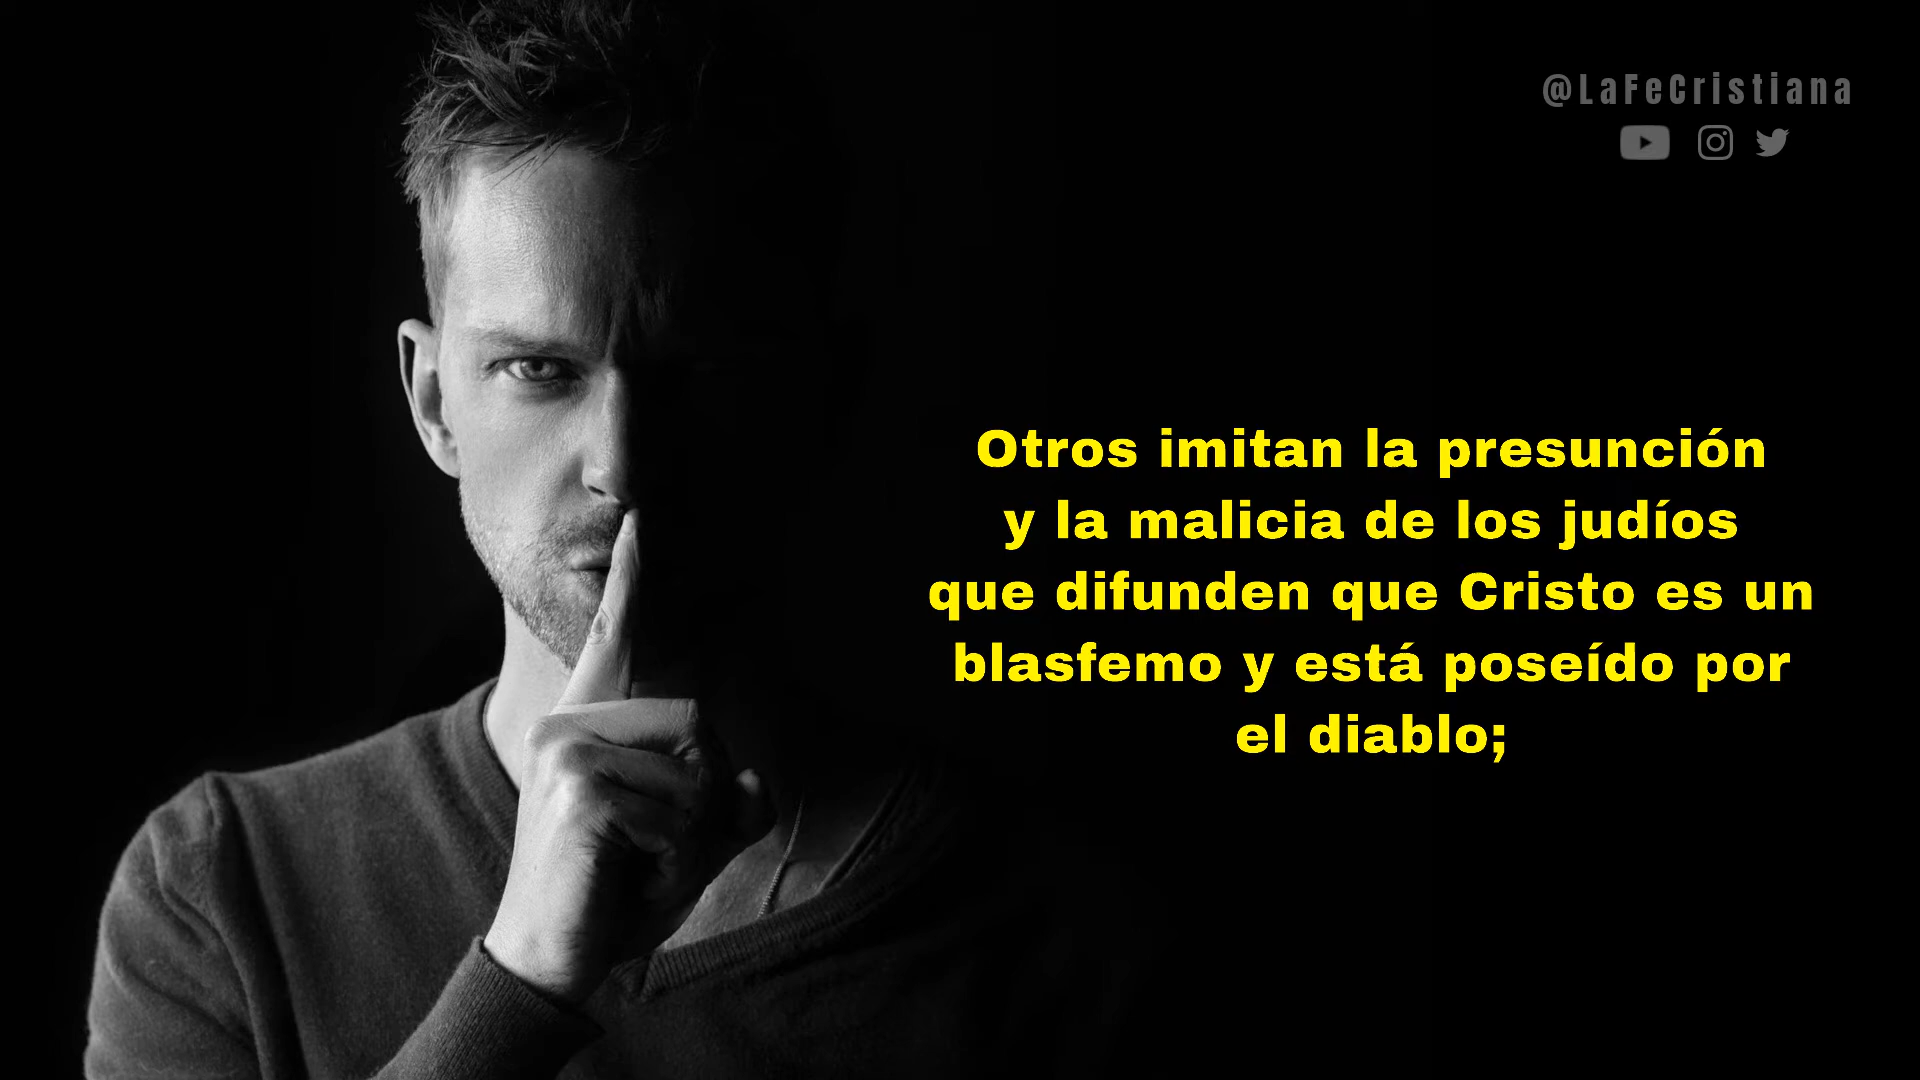 @LaFeCristiana
Otros imitan la presunción
y la malicia de los judíos
que difunden que Cristo es un
blasfemo y está poseído por
el diablo;